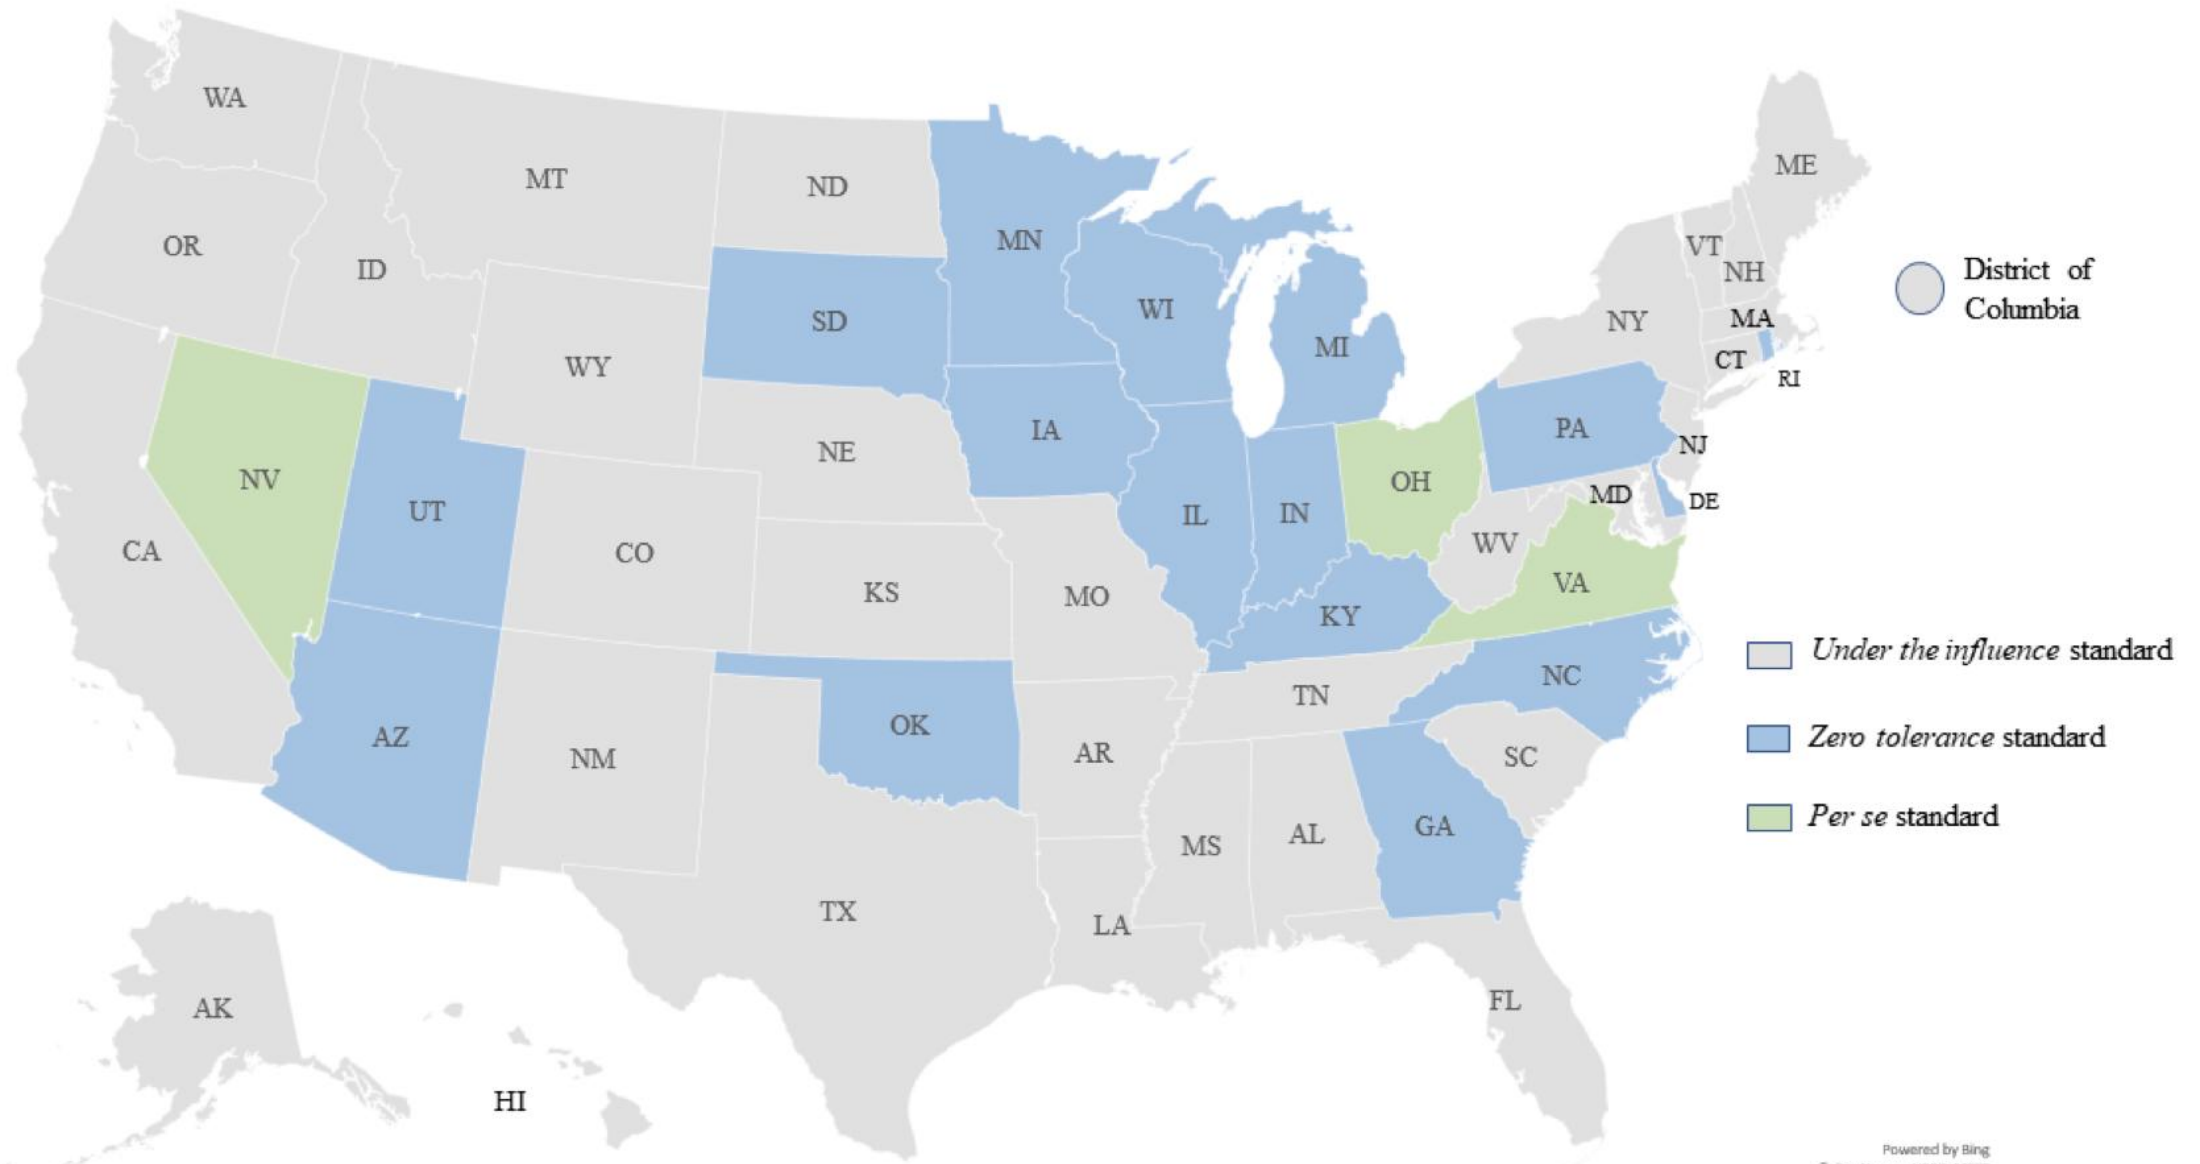 WA
MT
ND
ME
OR
ID
MN
VT
NH
District of
Columbia
SD
WI
NY
MA
MI
CT
RI
WY
IA
PA
NE
NJ
NV
OH
MD
DE
UT
IL
IN
WV
CA
CO
VA
KS
MO
KY
Under the influence standard
NC
TN
OK
AZ
Zero tolerance standard
NM
AR
SC
Per se standard
GA
MS
AL
TX
LA
FL
AK
HI
Powered by Bing